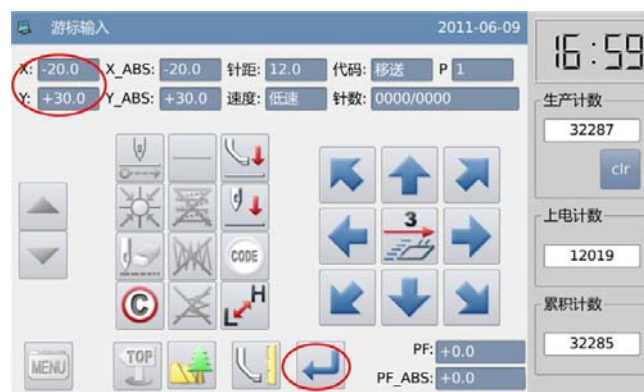 游标输入 2011-06-09
X: -20.0 X_ABS: -20.0 针距: 12.0 代码: 移送 P 1
Y: +30.0 Y_ABS: +30.0 速度: 低速 针数: 0000/0000
16:59
生产计数
32287
clr
上电计数
12019
累积计数
32285
3
CODE
C
L H
MENU
TOP
PF: +0.0
PF_ABS: +0.0